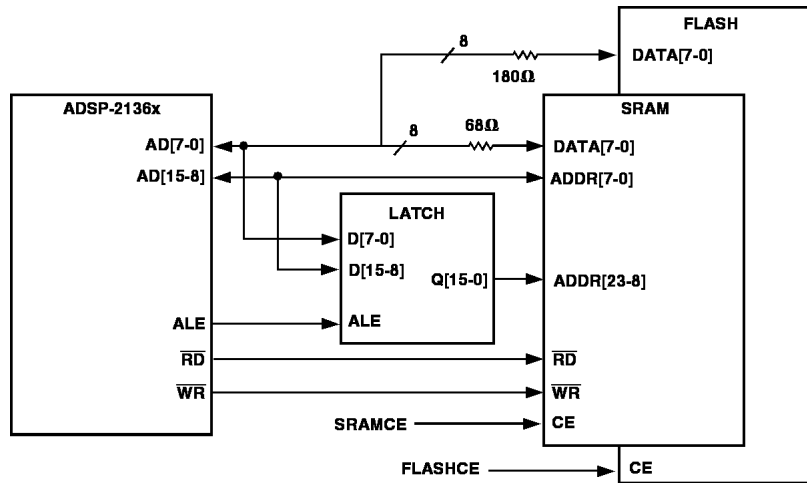 FLASH
8
DATA[7-0]
180Ω
ADSP-2136x
SRAM
8
68Ω
AD[7-0]
DATA[7-0]
AD[15-8]
ADDR[7-0]
LATCH
D[7-0]
D[15-8]
Q[15-0]
ADDR[23-8]
ALE
ALE
RD
RD
WR
WR
SRAMCE
CE
FLASHCE
CE